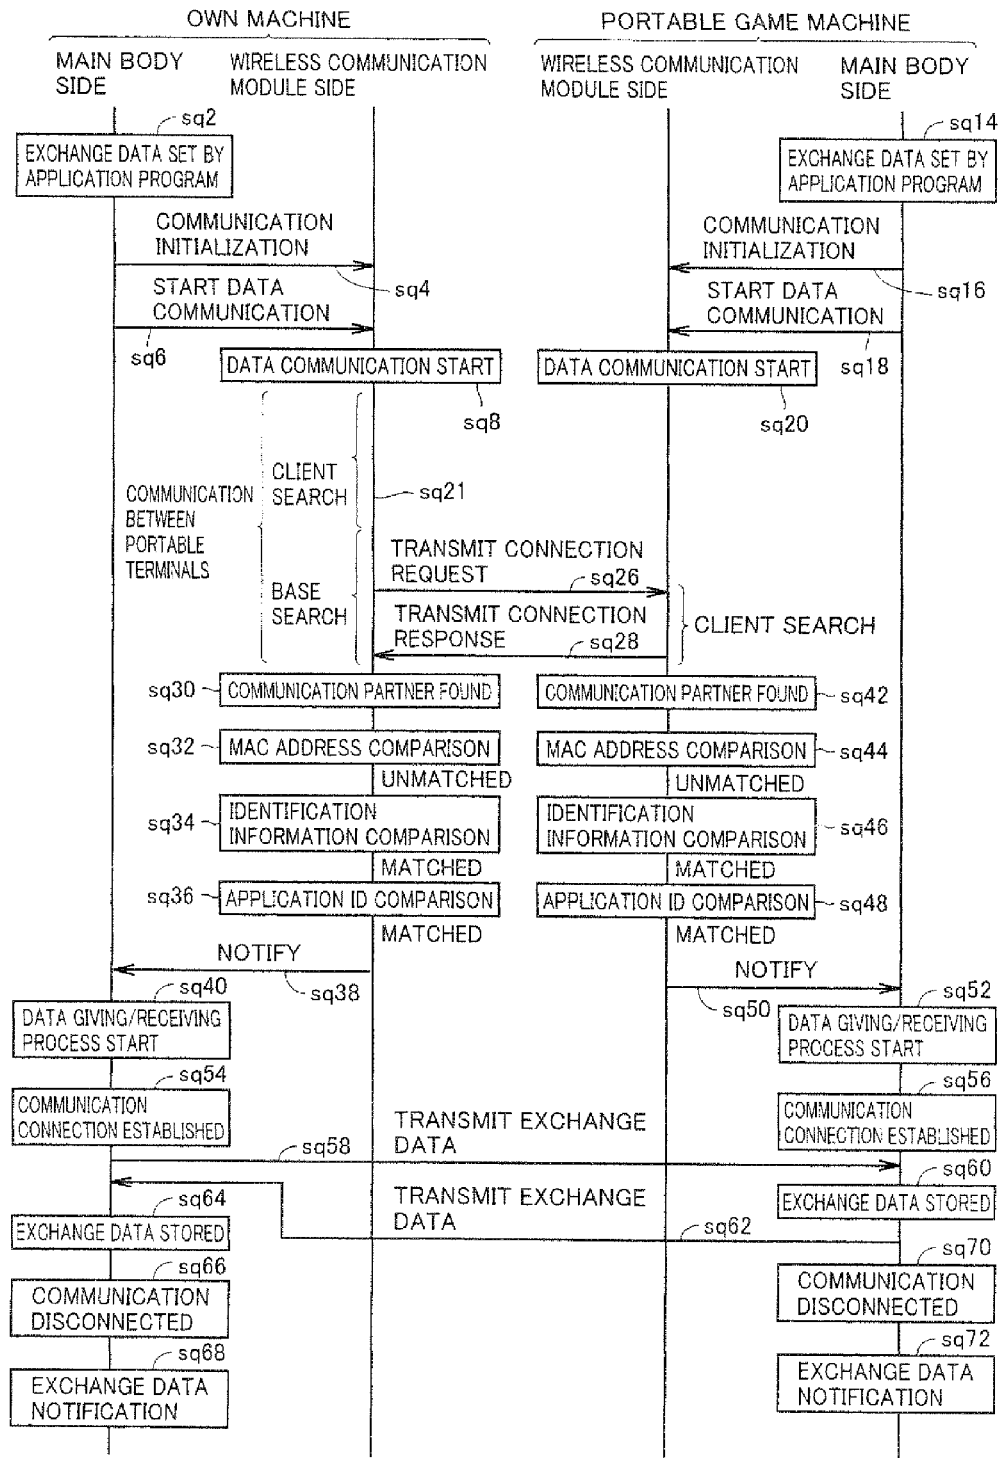 OWN MACHINE
PORTABLE GAME MACHINE
MAIN BODY
SIDE
WIRELESS COMMUNICATION
MODULE SIDE
WIRELESS COMMUNICATION
MODULE SIDE
MAIN BODY
SIDE
sq2
sq14
EXCHANGE DATA SET BY
APPLICATION PROGRAM
EXCHANGE DATA SET BY
APPLICATION PROGRAM
COMMUNICATION
INITIALIZATION
COMMUNICATION
INITIALIZATION
sq4
sq16
START DATA
COMMUNICATION
START DATA
COMMUNICATION
sq6
sq18
DATA COMMUNICATION START
DATA COMMUNICATION START
sq8
sq20
CLIENT
SEARCH
sq21
COMMUNICATION
BETWEEN
PORTABLE
TERMINALS
TRANSMIT CONNECTION
REQUEST
sq26
BASE
SEARCH
TRANSMIT CONNECTION
RESPONSE
sq28
CLIENT SEARCH
sq30
COMMUNICATION PARTNER FOUND
COMMUNICATION PARTNER FOUND
sq42
sq32
MAC ADDRESS COMPARISON
MAC ADDRESS COMPARISON
sq44
UNMATCHED
UNMATCHED
sq34
IDENTIFICATION
INFORMATION COMPARISON
IDENTIFICATION
INFORMATION COMPARISON
sq46
MATCHED
MATCHED
sq36
APPLICATION ID COMPARISON
APPLICATION ID COMPARISON
sq48
MATCHED
MATCHED
NOTIFY
sq38
NOTIFY
sq50
sq40
sq52
DATA GIVING/RECEIVING
PROCESS START
DATA GIVING/RECEIVING
PROCESS START
sq54
sq56
COMMUNICATION
CONNECTION ESTABLISHED
COMMUNICATION
CONNECTION ESTABLISHED
TRANSMIT EXCHANGE
DATA
sq58
sq60
EXCHANGE DATA STORED
TRANSMIT EXCHANGE
DATA
sq62
sq64
EXCHANGE DATA STORED
sq66
sq70
COMMUNICATION
DISCONNECTED
COMMUNICATION
DISCONNECTED
sq68
sq72
EXCHANGE DATA
NOTIFICATION
EXCHANGE DATA
NOTIFICATION